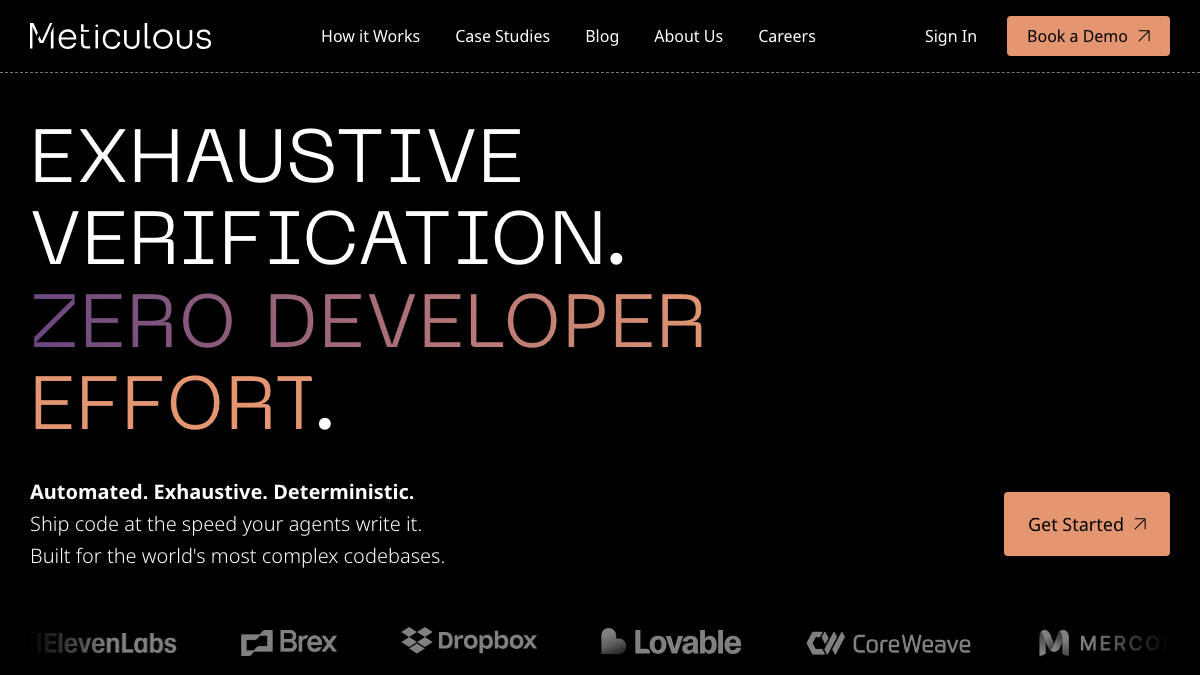 Meticulous
How it Works
Case Studies
Blog
About Us
Careers
Sign In
Book a Demo
EXHAUSTIVE
VERIFICATION.
ZERO DEVELOPER
EFFORT.
Automated. Exhaustive. Deterministic.
Ship code at the speed your agents write it.
Built for the world's most complex codebases.
Get Started
ElevenLabs
Brex
Dropbox
Lovable
CoreWeave